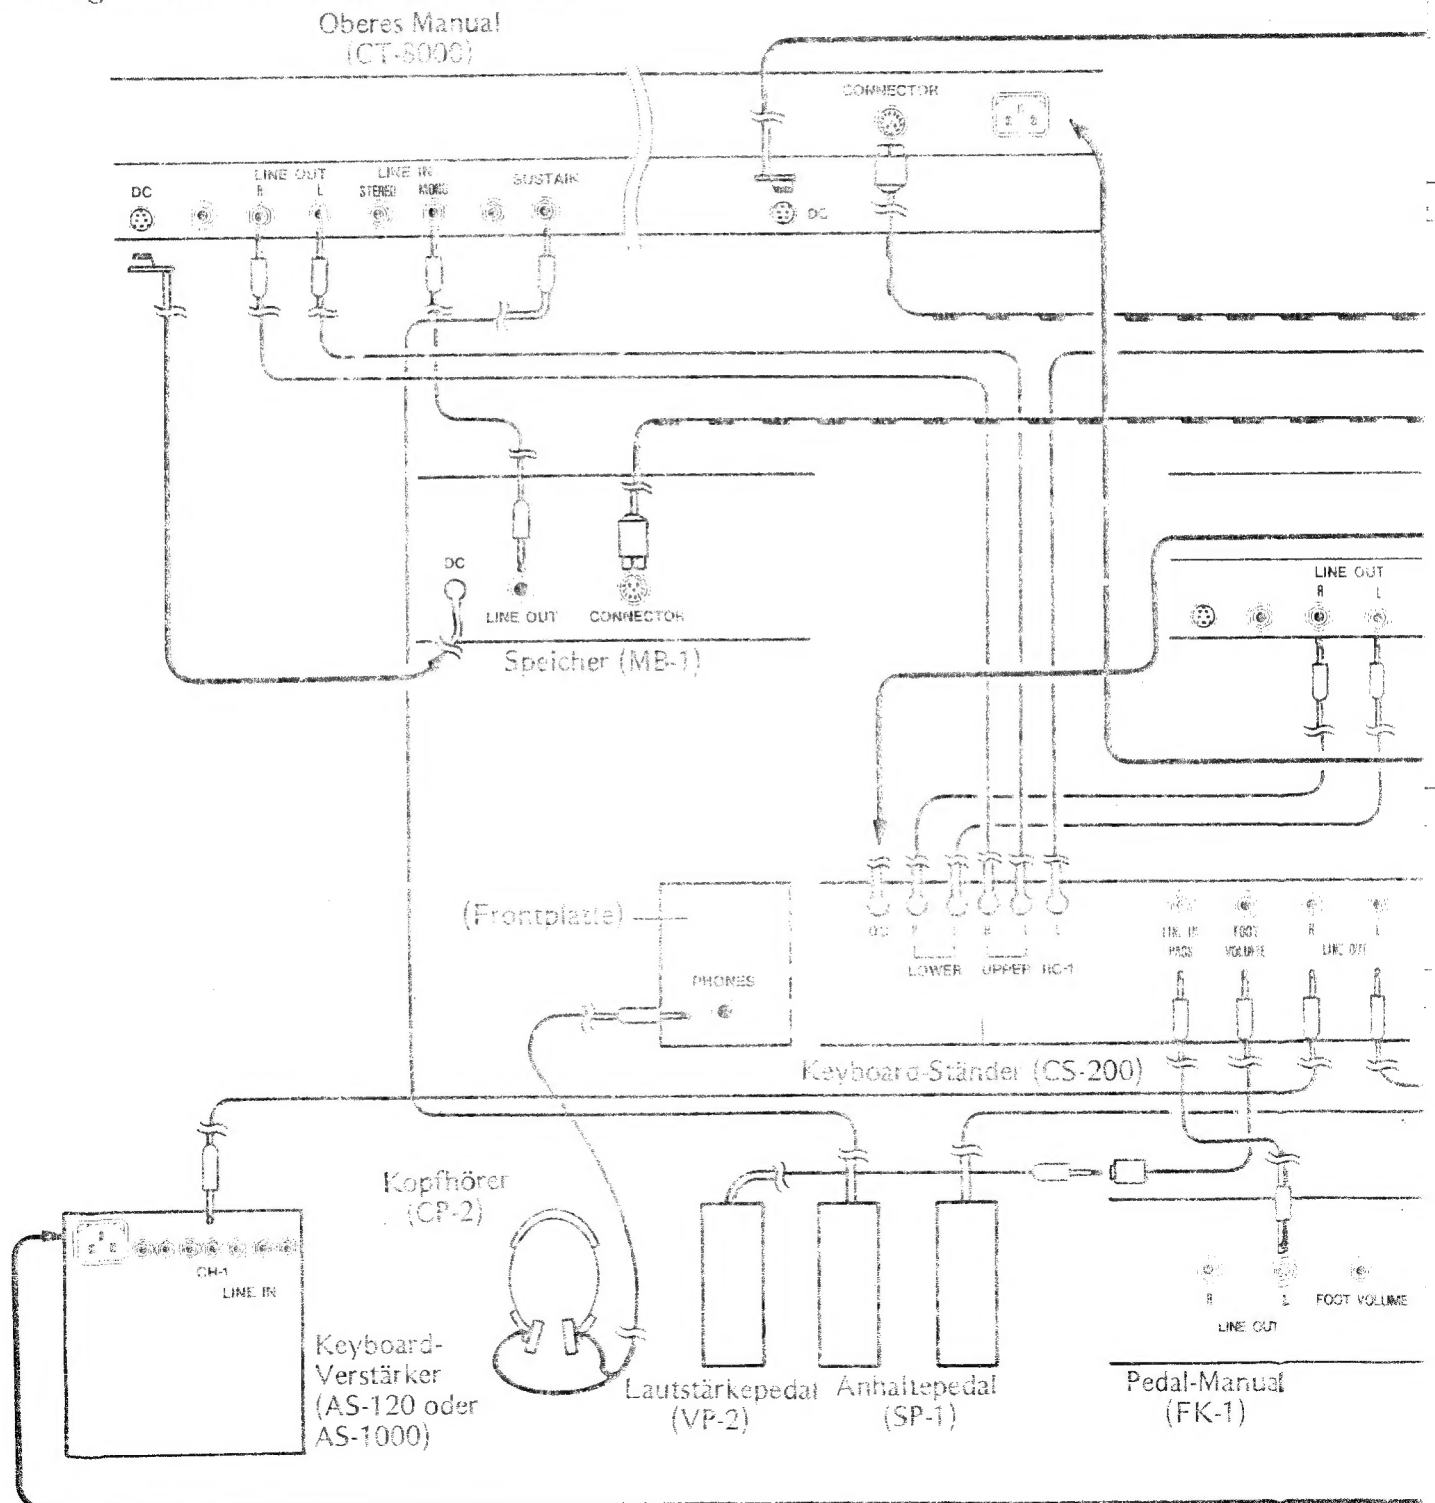 Oberes Manual
(CT-8000)
CONNECTOR
LINE OUT
LINE IN
SUSTAIN
DC
R
L
STEREO
MONO
DC
DC
LINE OUT
CONNECTOR
Speicher (MB-1)
LINE OUT
R
L
(Frontplatte)
PHONES
DC
R
L
R
L
L
LOWER
UPPER
RC-1
LINE IN
PASS
FOOT
VOLUME
R
L
LINE OUT
Keyboard-Ständer (CS-200)
Kopfhörer
(CP-2)
CH-1
LINE IN
Keyboard-
Verstärker
(AS-120 oder
AS-1000)
Lautstärkepedal
(VP-2)
Anhaltepedal
(SP-1)
R
L
FOOT VOLUME
LINE OUT
Pedal-Manual
(FK-1)